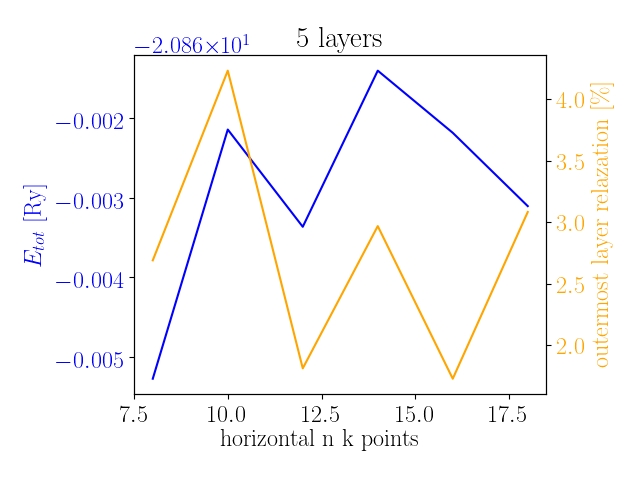 −2.086×10¹
5 layers
−0.002
−0.003
−0.004
−0.005
E_tot [Ry]
4.0
3.5
3.0
2.5
2.0
outermost layer relazation [%]
7.5 10.0 12.5 15.0 17.5
horizontal n k points